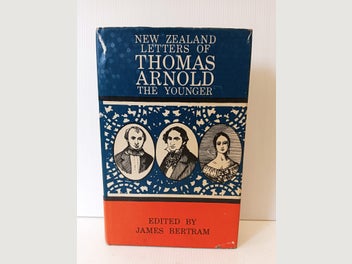 NEW ZEALAND
LETTERS OF
THOMAS
ARNOLD
THE YOUNGER
EDITED BY
JAMES BERTRAM